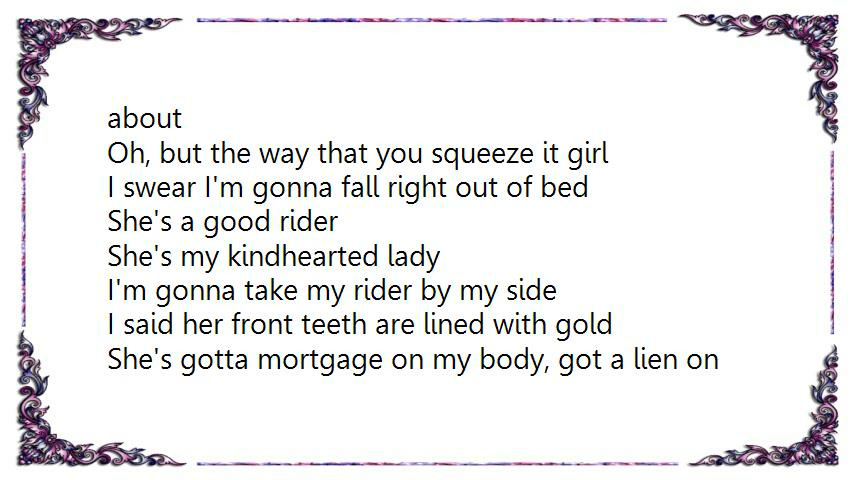 about
Oh, but the way that you squeeze it girl
I swear I'm gonna fall right out of bed
She's a good rider
She's my kindhearted lady
I'm gonna take my rider by my side
I said her front teeth are lined with gold
She's gotta mortgage on my body, got a lien on